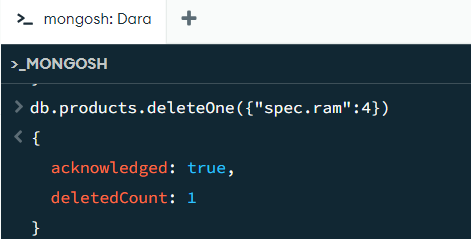 >_ mongosh: Dara +
>_MONGOSH
> db.products.deleteOne({"spec.ram":4})
< {
acknowledged: true,
deletedCount: 1
}